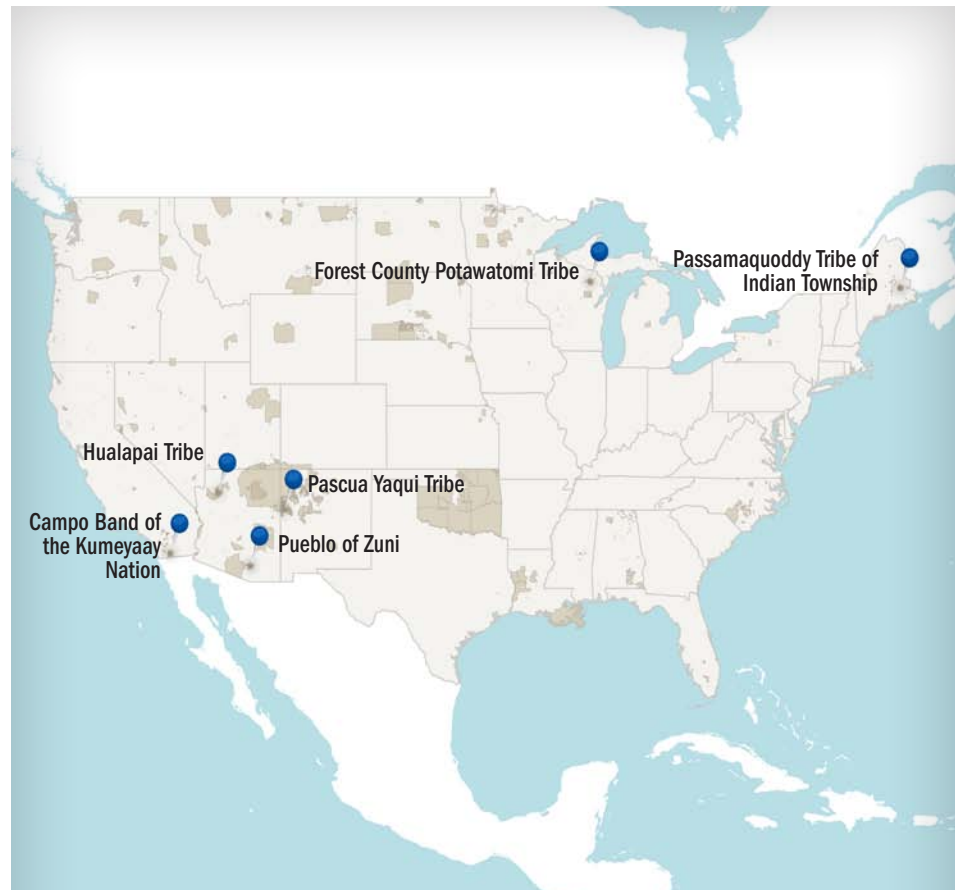 Forest County Potawatomi Tribe
Passamaquoddy Tribe of
Indian Township
Hualapai Tribe
Pascua Yaqui Tribe
Campo Band of
the Kumeyaay
Nation
Pueblo of Zuni